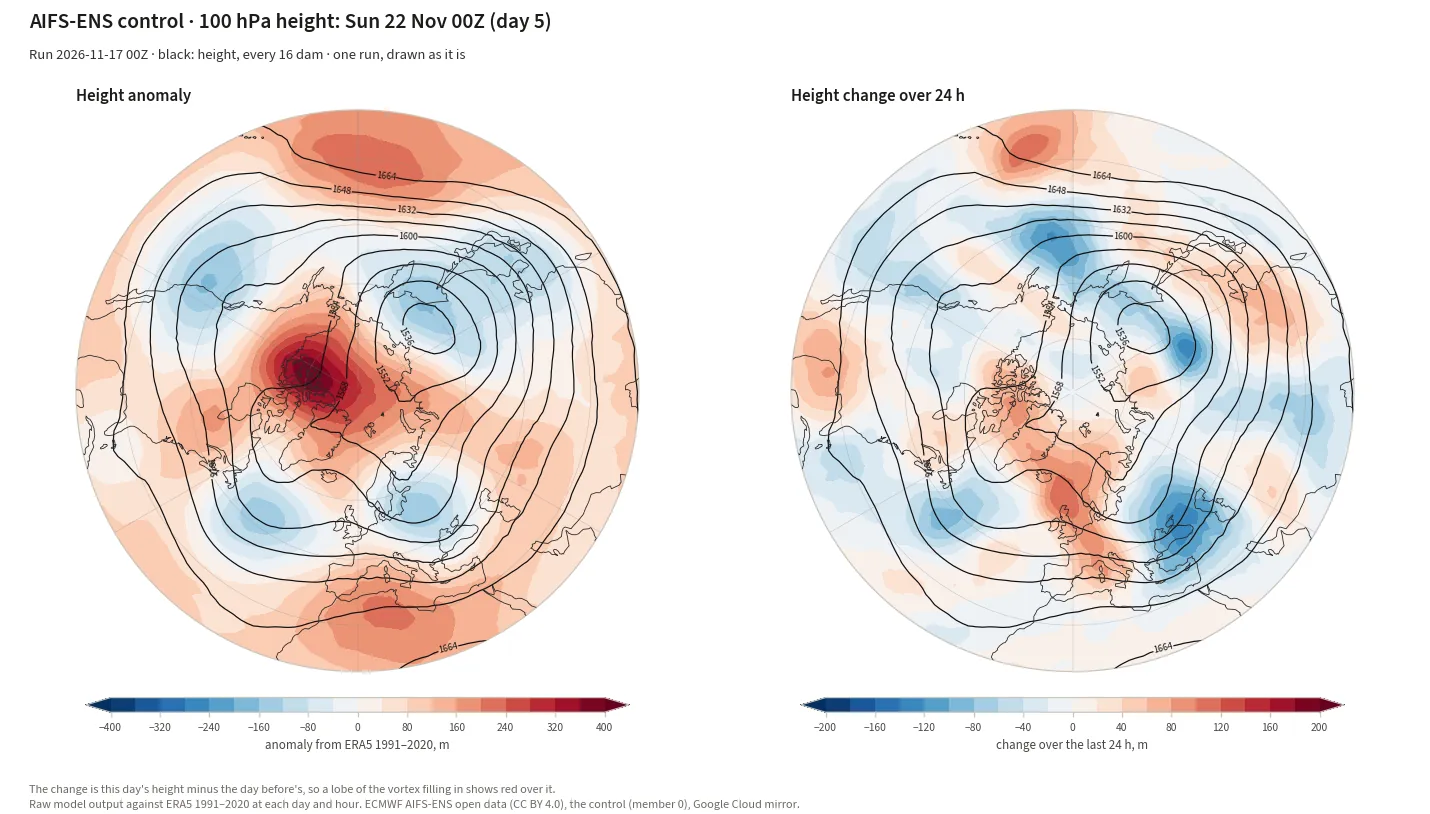 AIFS-ENS control · 100 hPa height: Sun 22 Nov 00Z (day 5)
Run 2026-11-17 00Z · black: height, every 16 dam · one run, drawn as it is
Height anomaly
Height change over 24 h
1664
1648
1632
1600
1536
1552
1568
1664
1664
1648
1632
1600
1536
1552
1568
1664
−400 −320 −240 −160 −80 0 80 160 240 320 400
anomaly from ERA5 1991–2020, m
−200 −160 −120 −80 −40 0 40 80 120 160 200
change over the last 24 h, m
The change is this day's height minus the day before's, so a lobe of the vortex filling in shows red over it.
Raw model output against ERA5 1991–2020 at each day and hour. ECMWF AIFS-ENS open data (CC BY 4.0), the control (member 0), Google Cloud mirror.